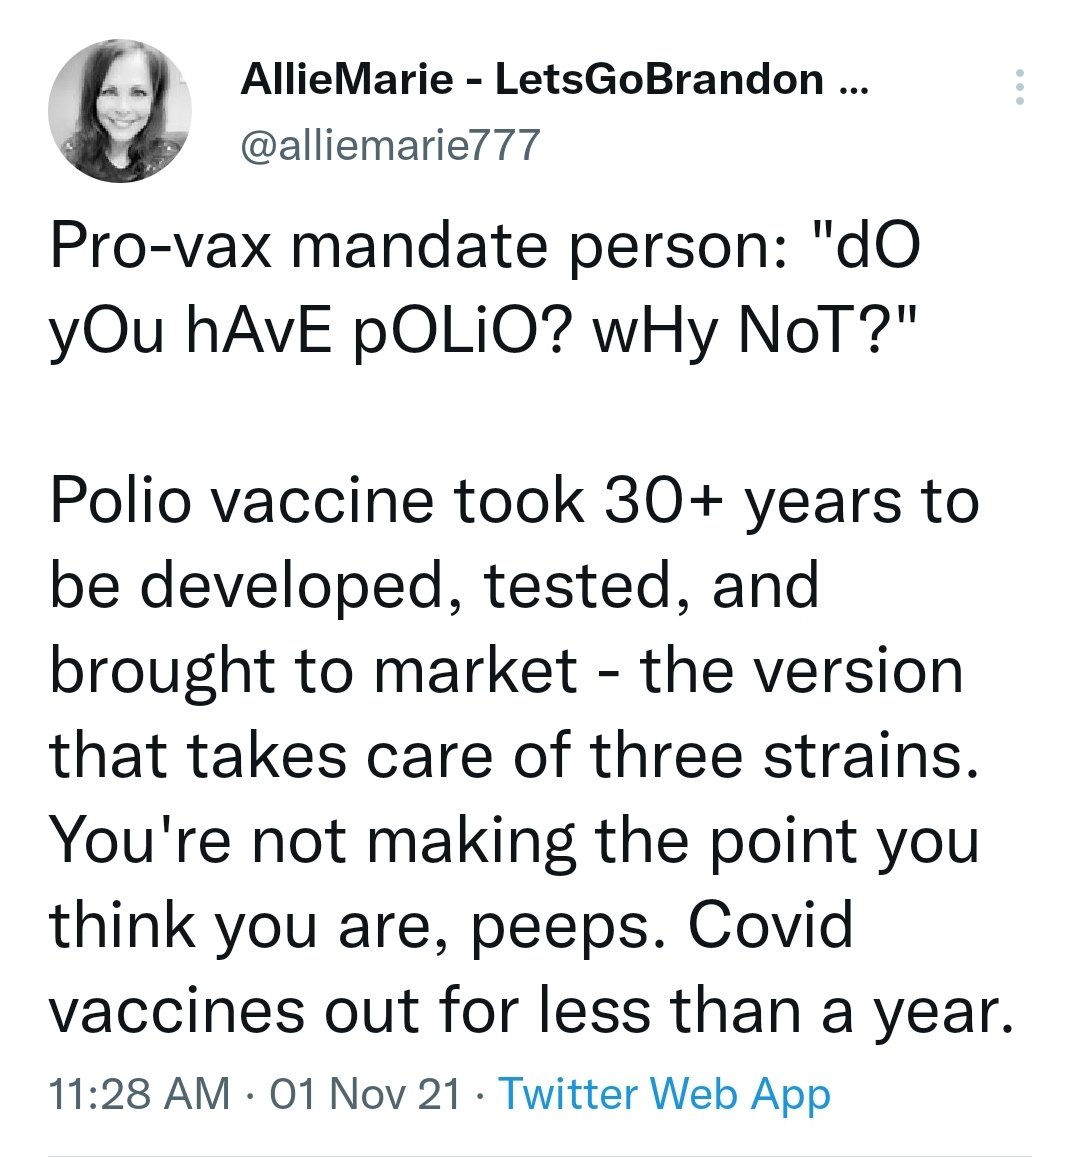 AllieMarie - LetsGoBrandon ...
@alliemarie777
Pro-vax mandate person: "dO
yOu hAvE pOLiO? wHy NoT?"
Polio vaccine took 30+ years to
be developed, tested, and
brought to market - the version
that takes care of three strains.
You're not making the point you
think you are, peeps. Covid
vaccines out for less than a year.
11:28 AM · 01 Nov 21 · Twitter Web App